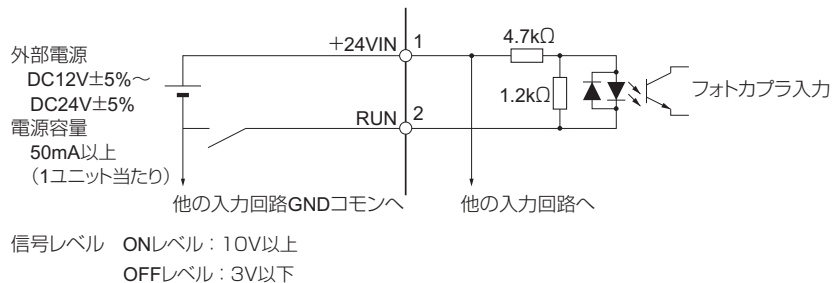 外部電源
DC12V±5%～
DC24V±5%
電源容量
50mA以上
（1ユニット当たり）
+24VIN
1
RUN
2
4.7kΩ
1.2kΩ
フォトカプラ入力
他の入力回路GNDコモンへ
他の入力回路へ
信号レベル　ONレベル：10V以上
OFFレベル：3V以下